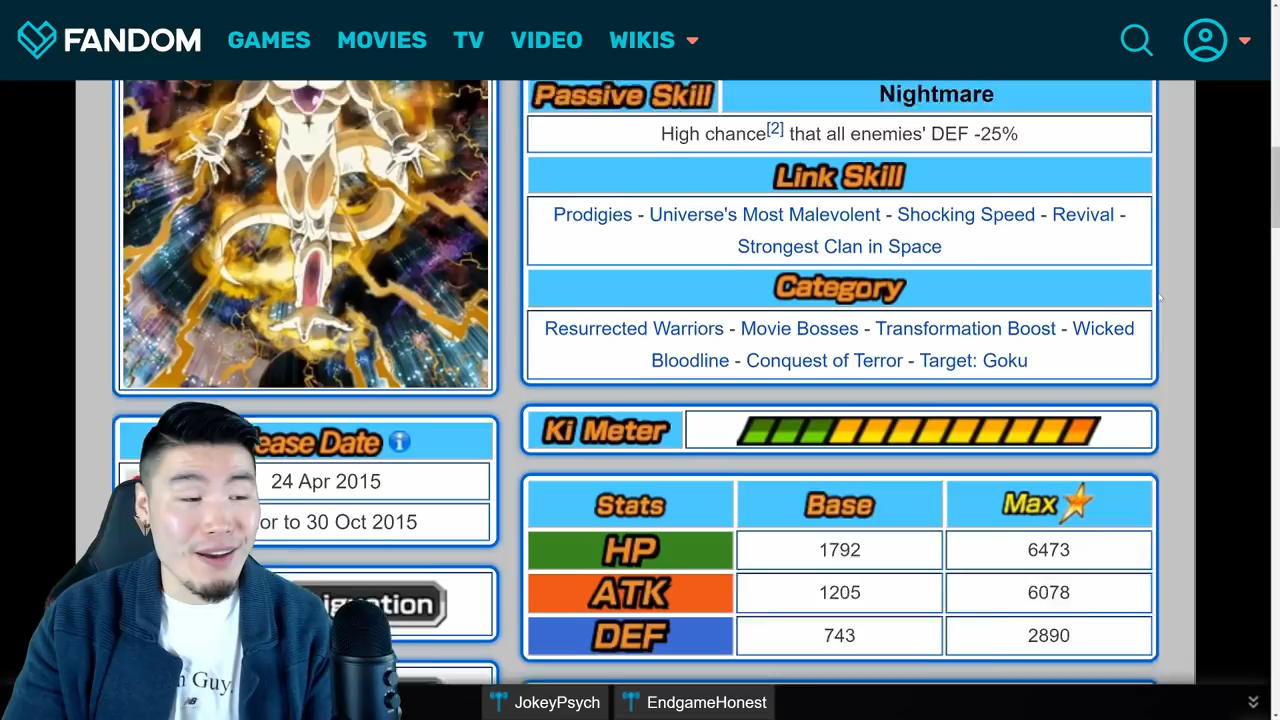 FANDOM GAMES MOVIES TV VIDEO WIKIS
Passive Skill Nightmare
High chance[2] that all enemies' DEF -25%
Link Skill
Prodigies - Universe's Most Malevolent - Shocking Speed - Revival -
Strongest Clan in Space
Category
Resurrected Warriors - Movie Bosses - Transformation Boost - Wicked
Bloodline - Conquest of Terror - Target: Goku
Ki Meter
ease Date
24 Apr 2015
or to 30 Oct 2015
Stats Base Max
HP 1792 6473
ATK 1205 6078
DEF 743 2890
Guy.
JokeyPsych EndgameHonest